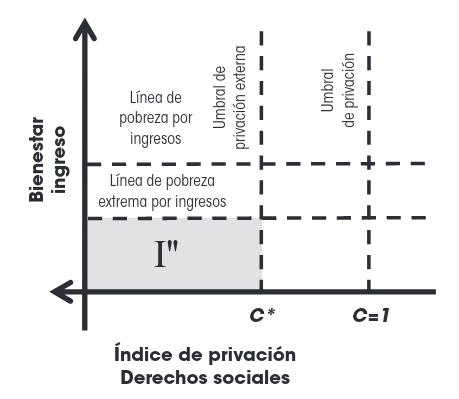 Bienestar
ingreso
Línea de
pobreza por
ingresos
Umbral de
privación externa
Umbral
de privación
Línea de pobreza
extrema por ingresos
I"
C*
C=1
Índice de privación
Derechos sociales